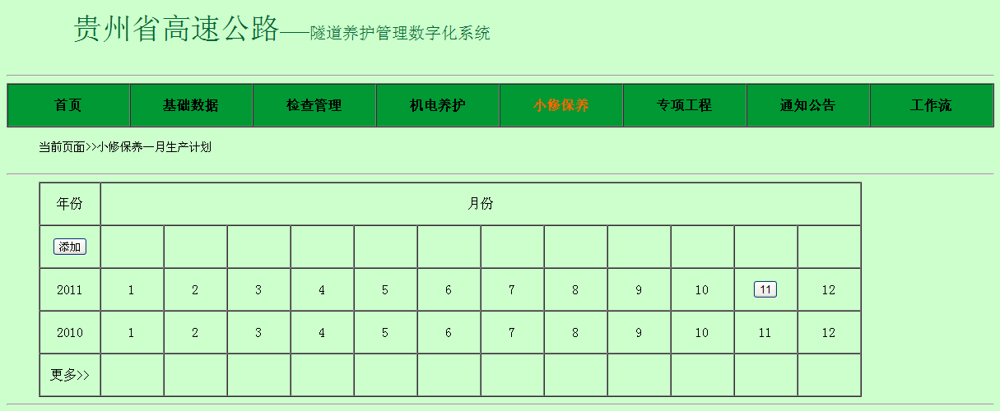 贵州省高速公路——隧道养护管理数字化系统
首页 基础数据 检查管理 机电养护 小修保养 专项工程 通知公告 工作流
当前页面>>小修保养—月生产计划
年份 月份
添加
2011 1 2 3 4 5 6 7 8 9 10 11 12
2010 1 2 3 4 5 6 7 8 9 10 11 12
更多>>